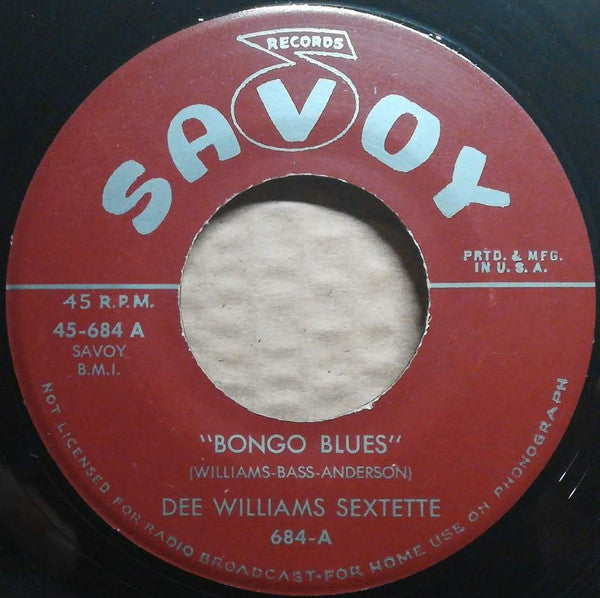 RECORDS
SAVOY
PRTD. & MFG.
IN U.S.A.
45 R.P.M.
45-684 A
SAVOY
B.M.I.
"BONGO BLUES"
(WILLIAMS-BASS-ANDERSON)
DEE WILLIAMS SEXTETTE
684-A
NOT LICENSED FOR RADIO BROADCAST-FOR HOME USE ON PHONOGRAPH